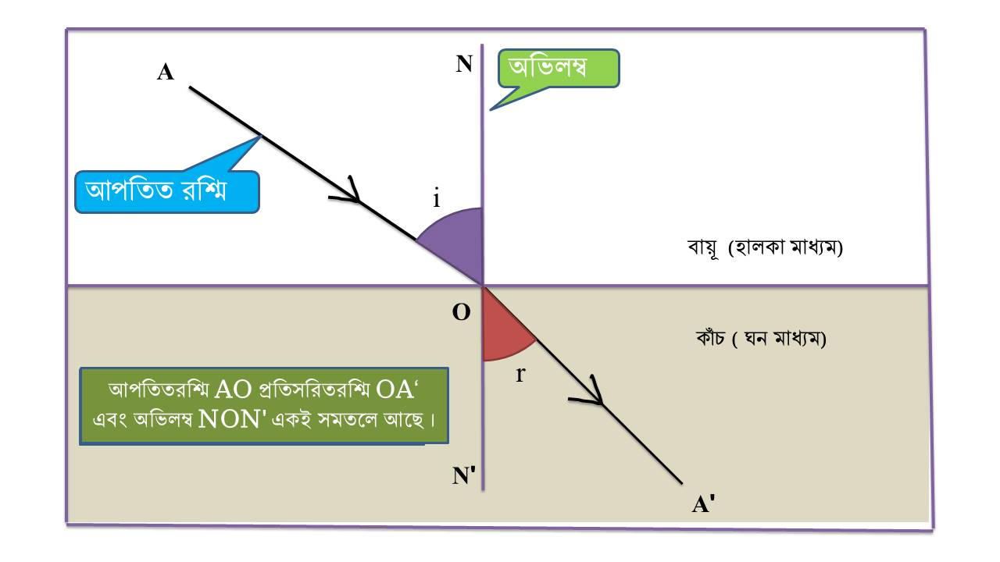 A
N
অভিলম্ব
আপতিত রশ্মি
i
বায়ূ (হালকা মাধ্যম)
O
কাঁচ ( ঘন মাধ্যম)
r
আপতিতরশ্মি AO প্রতিসরিতরশ্মি OA‘
এবং অভিলম্ব NON' একই সমতলে আছে।
N'
A'